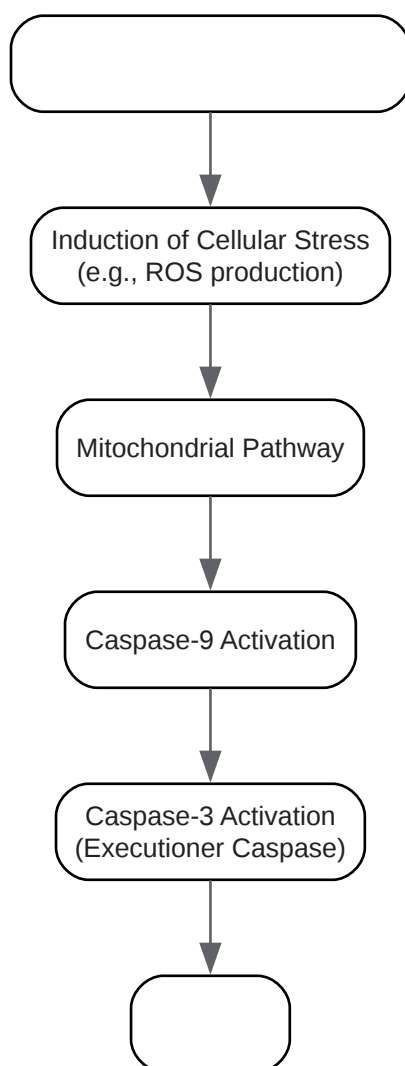 Induction of Cellular Stress
(e.g., ROS production)
Mitochondrial Pathway
Caspase-9 Activation
Caspase-3 Activation
(Executioner Caspase)